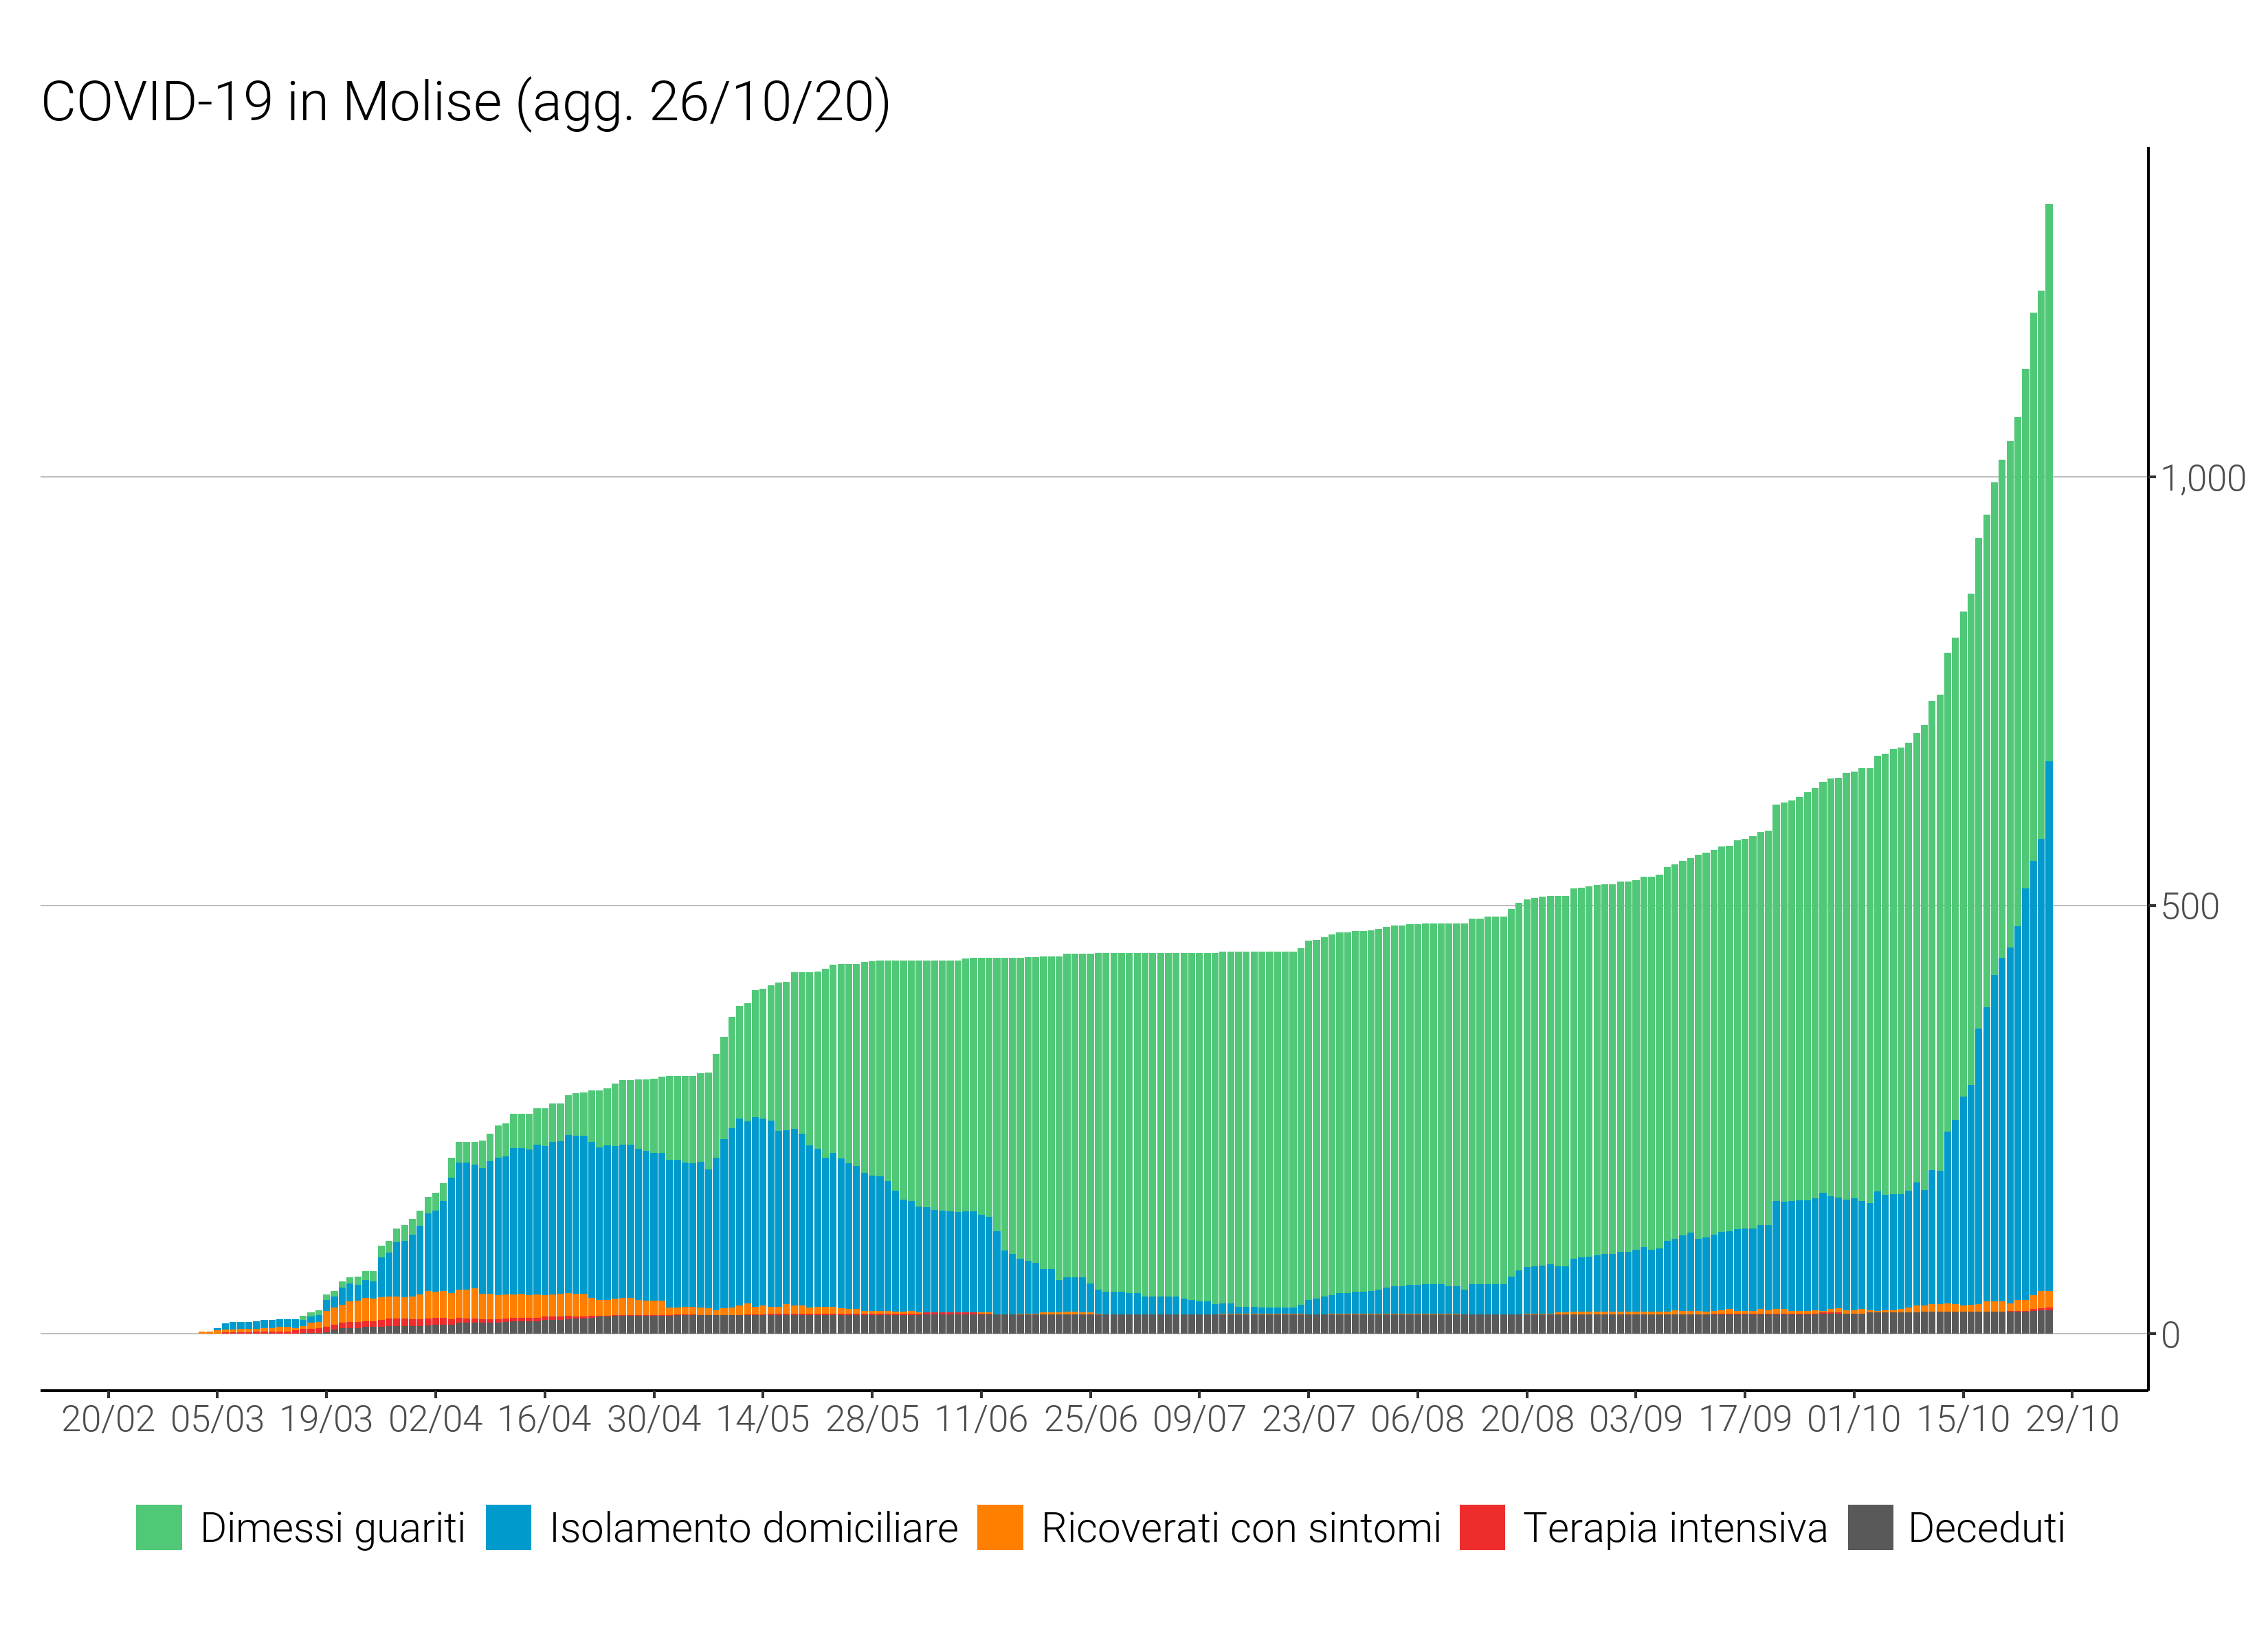 COVID-19 in Molise (agg. 26/10/20)
1,000
500
0
20/02 05/03 19/03 02/04 16/04 30/04 14/05 28/05 11/06 25/06 09/07 23/07 06/08 20/08 03/09 17/09 01/10 15/10 29/10
Dimessi guariti Isolamento domiciliare Ricoverati con sintomi Terapia intensiva Deceduti